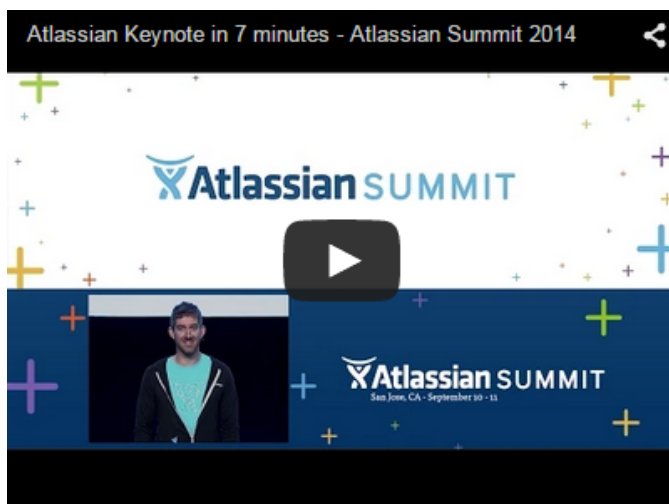 Atlassian Keynote in 7 minutes - Atlassian Summit 2014
Atlassian SUMMIT
Atlassian SUMMIT
San Jose, CA - September 10 - 11